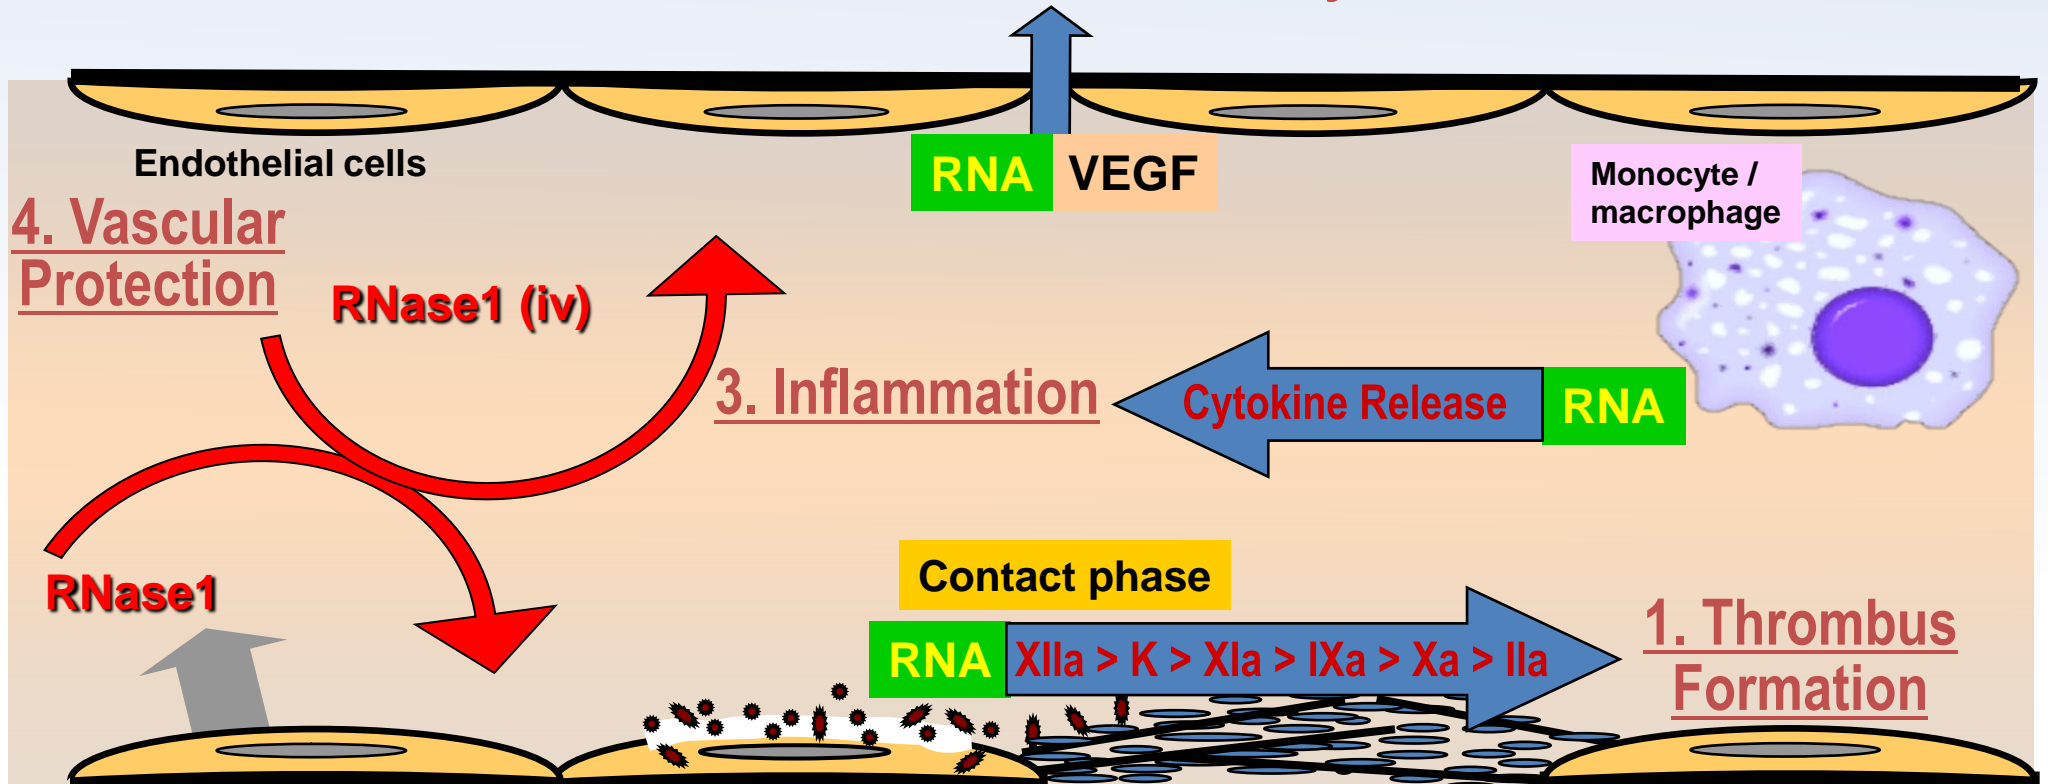 Endothelial cells
4. Vascular
Protection
RNase1 (iv)
RNA VEGF
Monocyte /
macrophage
3. Inflammation
Cytokine Release
RNA
RNase1
Contact phase
RNA
XIIa > K > XIa > IXa > Xa > IIa
1. Thrombus
Formation